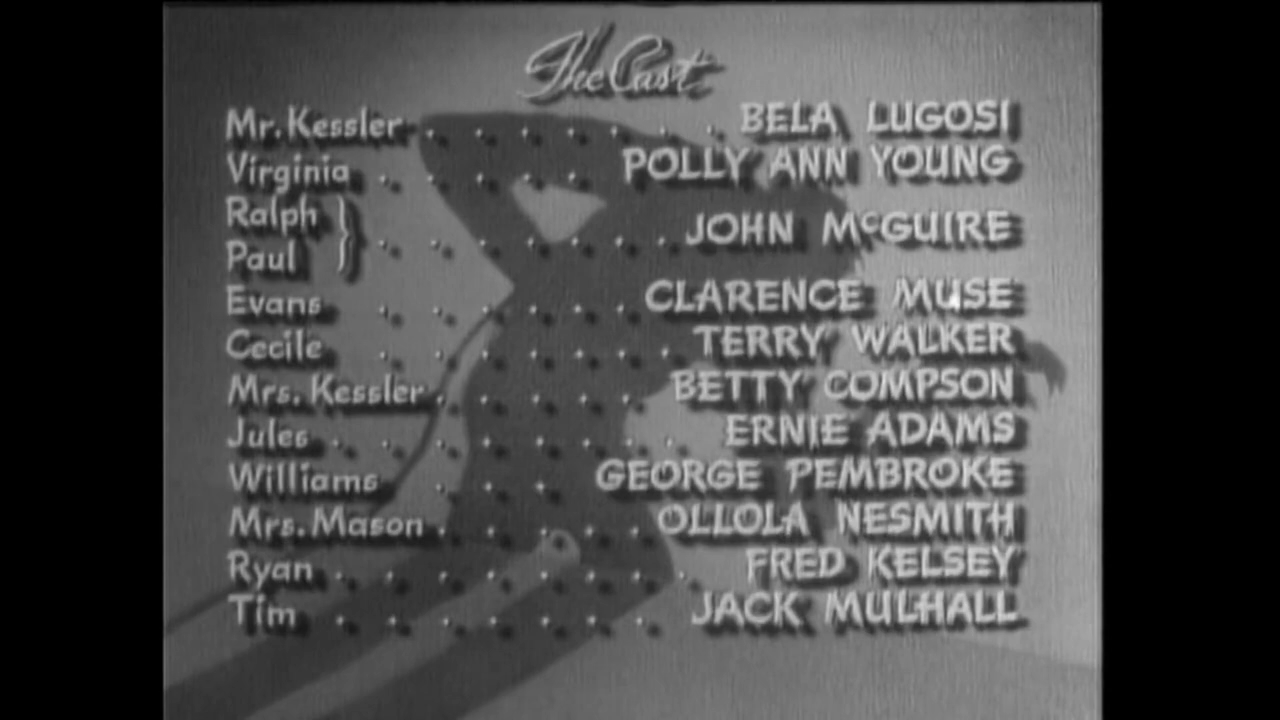 The Cast
Mr. Kessler . . . . . . . BELA LUGOSI
Virginia . . . . . POLLY ANN YOUNG
Ralph
Paul } . . . . . . . JOHN McGUIRE
Evans . . . . . . CLARENCE MUSE
Cecile . . . . . . . TERRY WALKER
Mrs. Kessler . . . . . BETTY COMPSON
Jules . . . . . . . . ERNIE ADAMS
Williams . . . GEORGE PEMBROKE
Mrs. Mason . . . . . OLLOLA NESMITH
Ryan . . . . . . . . FRED KELSEY
Tim . . . . . . . JACK MULHALL